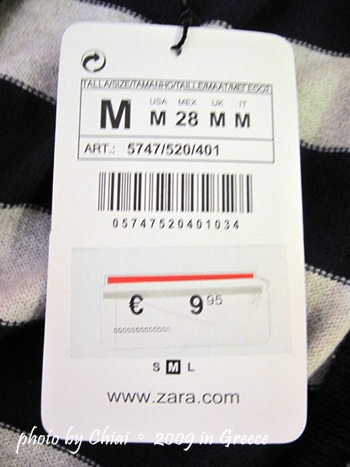 TALLA/SIZE/TAMANHO/TAILLE/MAAT/ΜΕΓΕΘΟΣ
USA MEX UK IT
M M 28 M M
ART.: 5747/520/401
05747520401034
€ 9 95
S M L
www.zara.com
photo by Chiai 2009 in Greece